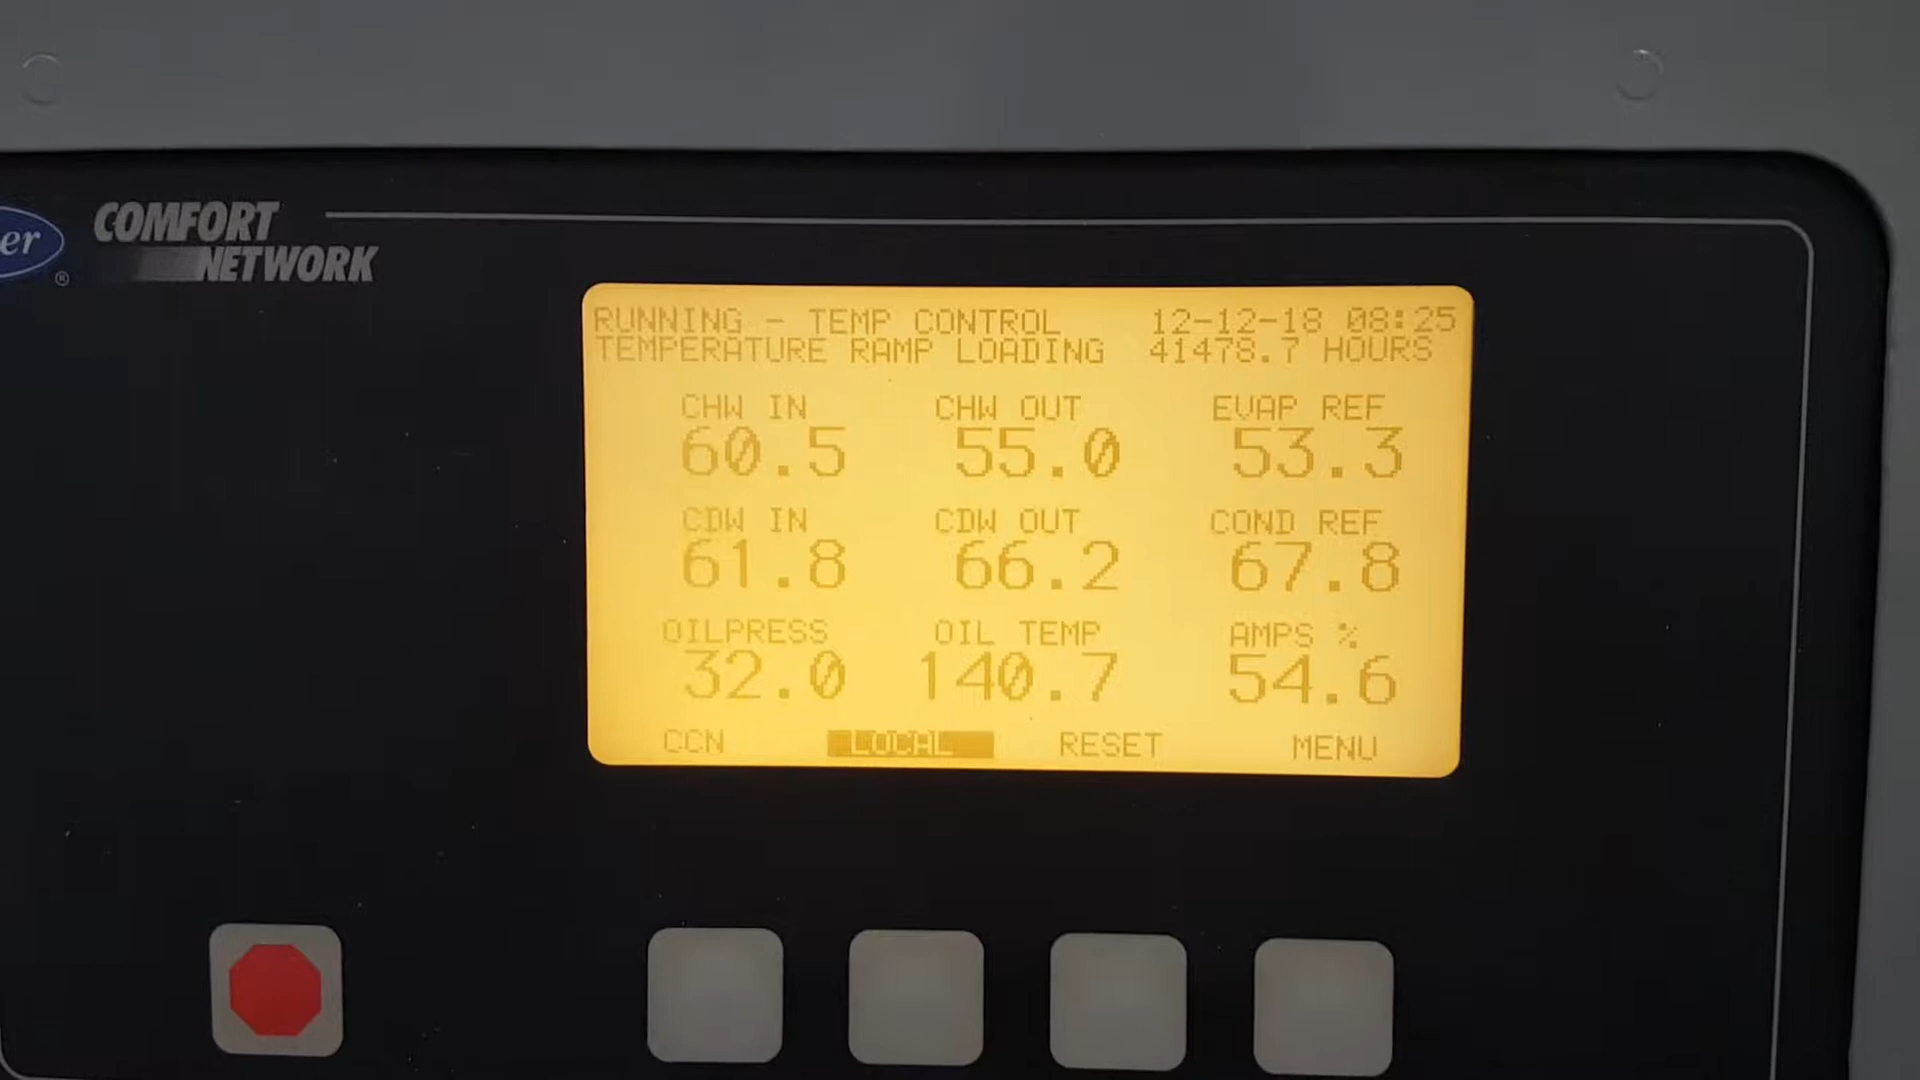 er
®
COMFORT
NETWORK
RUNNING - TEMP CONTROL 12-12-18 08:25
TEMPERATURE RAMP LOADING 41478.7 HOURS
CHW IN CHW OUT EVAP REF
60.5 55.0 53.3
CDW IN CDW OUT COND REF
61.8 66.2 67.8
OILPRESS OIL TEMP AMPS %
32.0 140.7 54.6
CCN LOCAL RESET MENU